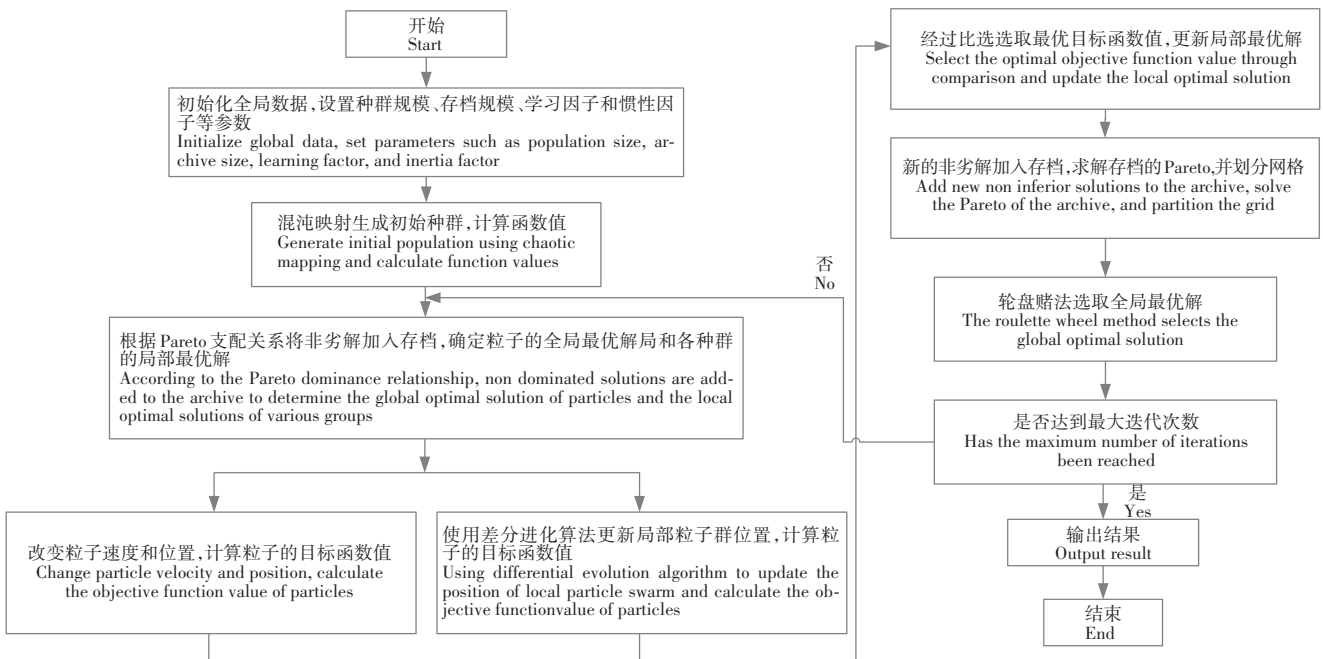 开始
Start
初始化全局数据,设置种群规模、存档规模、学习因子和惯性因
子等参数
Initialize global data, set parameters such as population size, ar-
chive size, learning factor, and inertia factor
混沌映射生成初始种群,计算函数值
Generate initial population using chaotic
mapping and calculate function values
否
No
根据Pareto支配关系将非劣解加入存档,确定粒子的全局最优解局和各种群
的局部最优解
According to the Pareto dominance relationship, non dominated solutions are add-
ed to the archive to determine the global optimal solution of particles and the local
optimal solutions of various groups
改变粒子速度和位置,计算粒子的目标函数值
Change particle velocity and position, calculate
the objective function value of particles
使用差分进化算法更新局部粒子群位置,计算粒
子的目标函数值
Using differential evolution algorithm to update the
position of local particle swarm and calculate the ob-
jective functionvalue of particles
经过比选选取最优目标函数值,更新局部最优解
Select the optimal objective function value through
comparison and update the local optimal solution
新的非劣解加入存档,求解存档的Pareto,并划分网格
Add new non inferior solutions to the archive, solve
the Pareto of the archive, and partition the grid
轮盘赌法选取全局最优解
The roulette wheel method selects the
global optimal solution
是否达到最大迭代次数
Has the maximum number of iterations
been reached
是
Yes
输出结果
Output result
结束
End